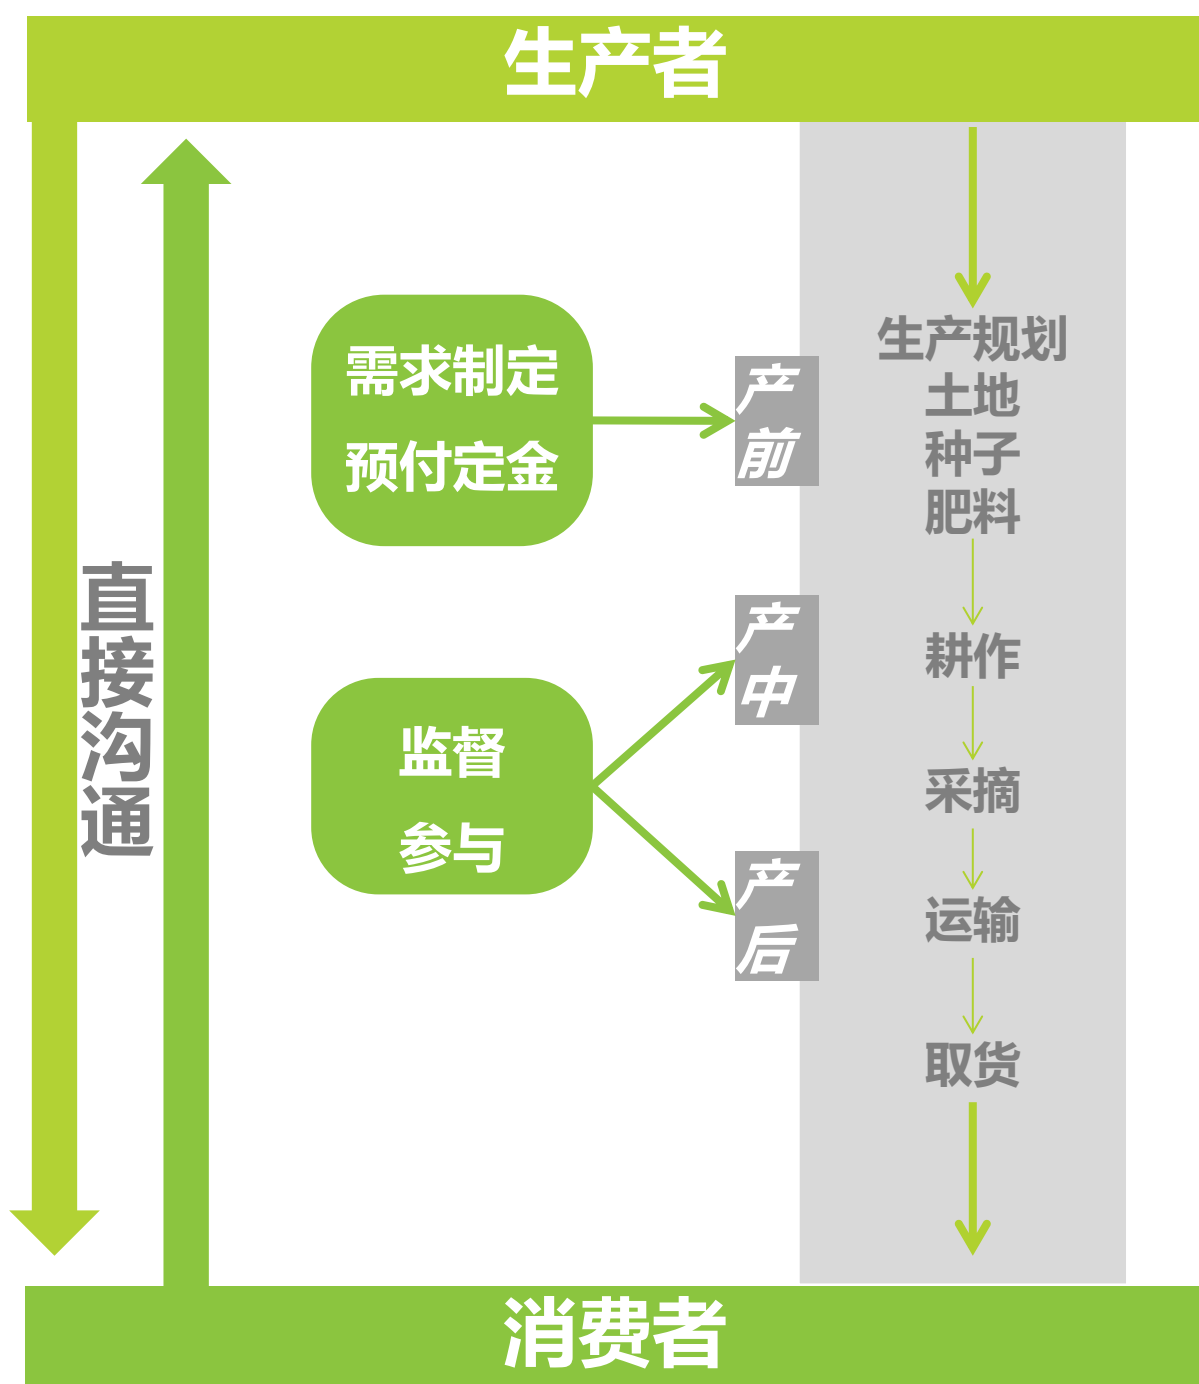 生产者
直接沟通
需求制定
预付定金
监督
参与
产前
产中
产后
生产规划
土地
种子
肥料
耕作
采摘
运输
取货
消费者